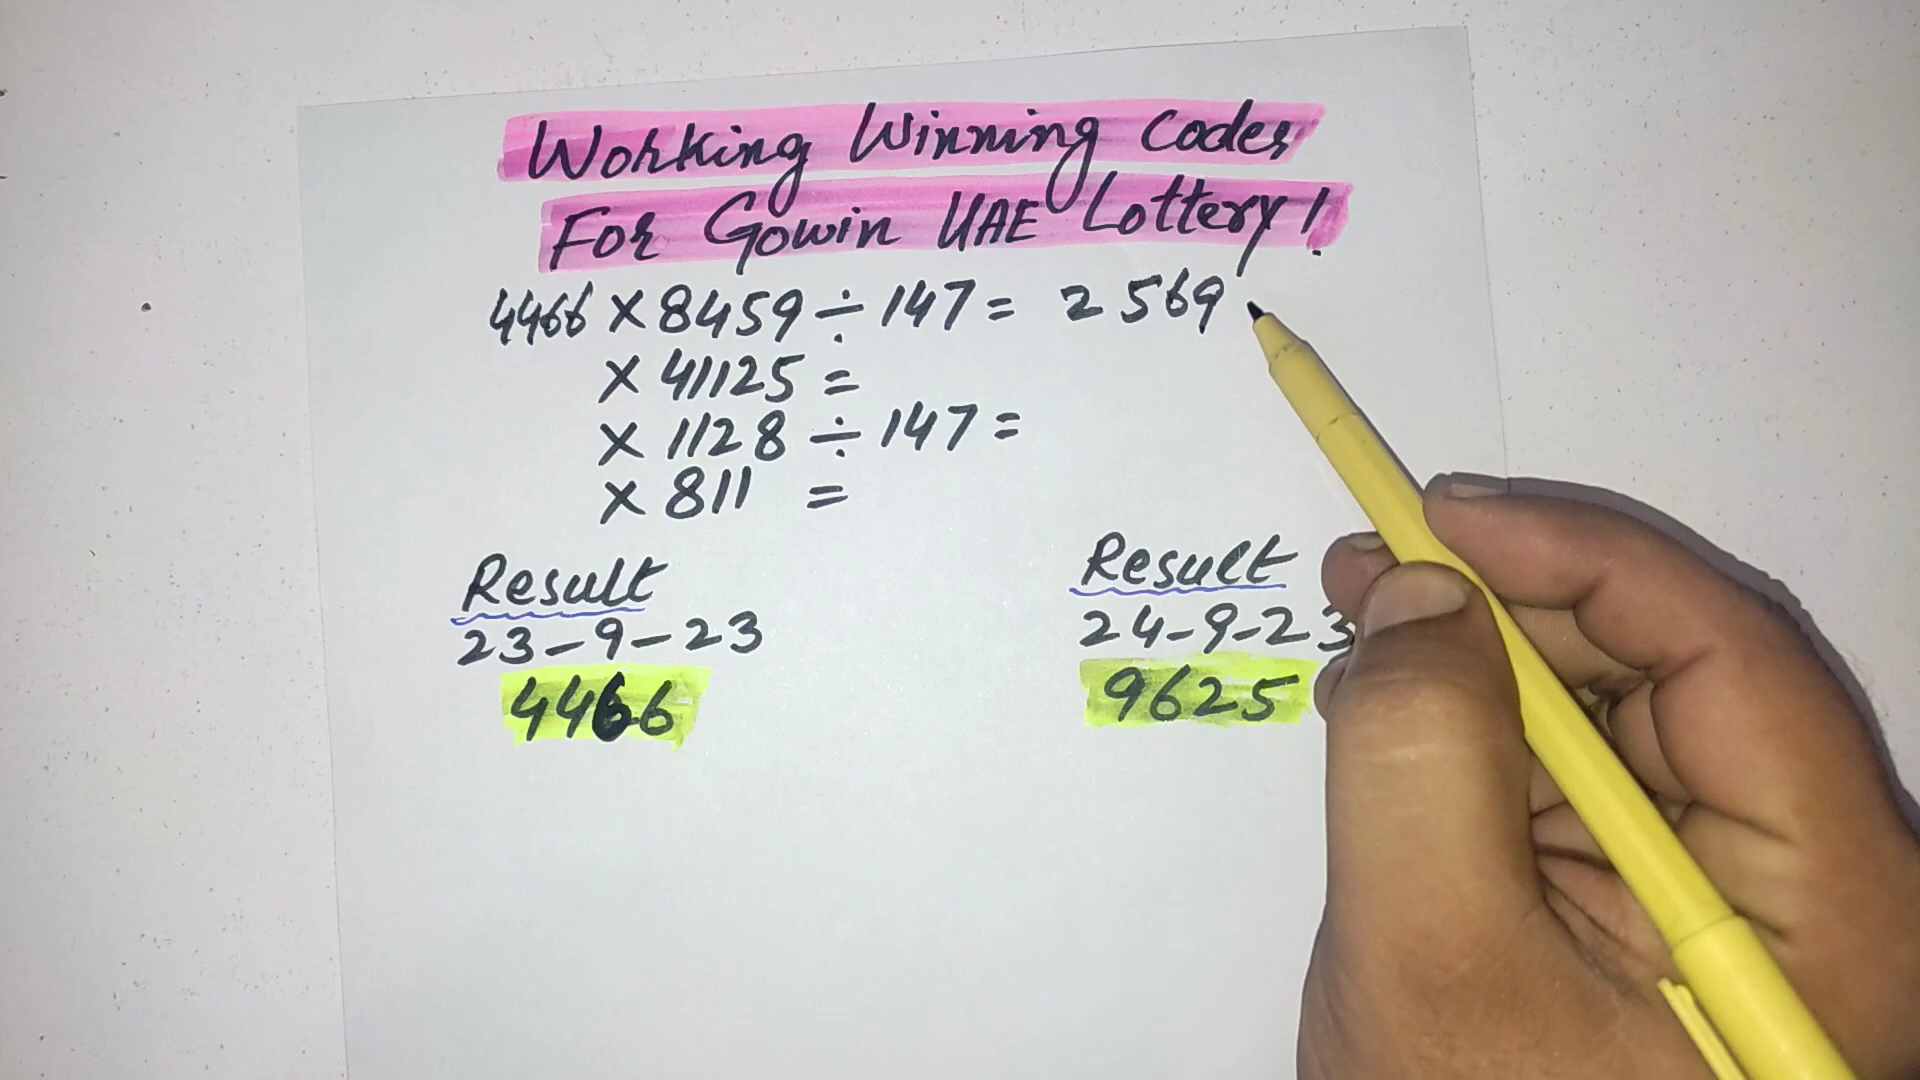 Working Winning Codes
For Gowin UAE Lottery!
4466 × 8459 ÷ 147 = 2569
× 41125 =
× 1128 ÷ 147 =
× 811 =
Result
23-9-23
4466
Result
24-9-23
9625